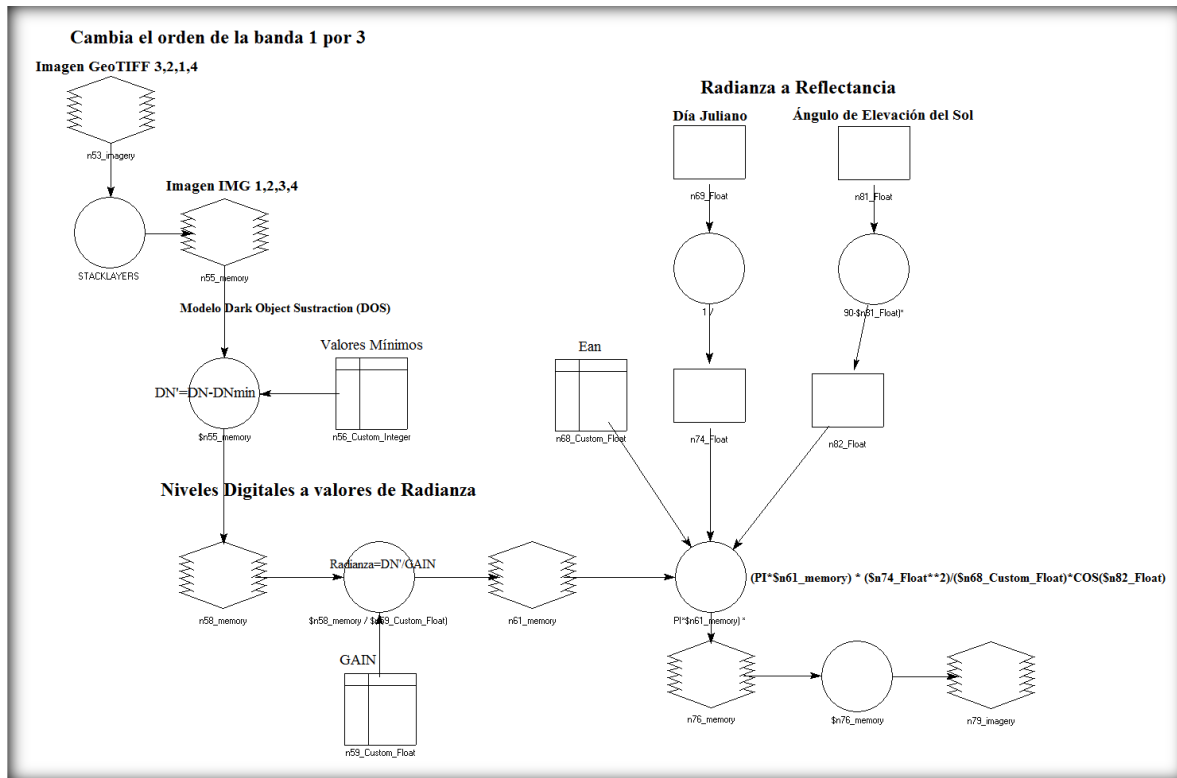 Cambia el orden de la banda 1 por 3
Imagen GeoTIFF 3,2,1,4
n53_imagery
Imagen IMG 1,2,3,4
STACKLAYERS
n55_memory
Modelo Dark Object Sustraction (DOS)
Valores Mínimos
DN'=DN-DNmin
$n55_memory
n56_Custom_Integer
Niveles Digitales a valores de Radianza
Radianza=DN'/GAIN
n58_memory
$n58_memory / $n59_Custom_Float)
n61_memory
GAIN
n59_Custom_Float
Radianza a Reflectancia
Día Juliano
Ángulo de Elevación del Sol
n69_Float
n81_Float
1 /
90-$n81_Float)*
Ean
n68_Custom_Float
n74_Float
n82_Float
(PI*$n61_memory) * ($n74_Float**2)/($n68_Custom_Float)*COS($n82_Float)
PI*$n61_memory) *
n76_memory
$n76_memory
n79_imagery